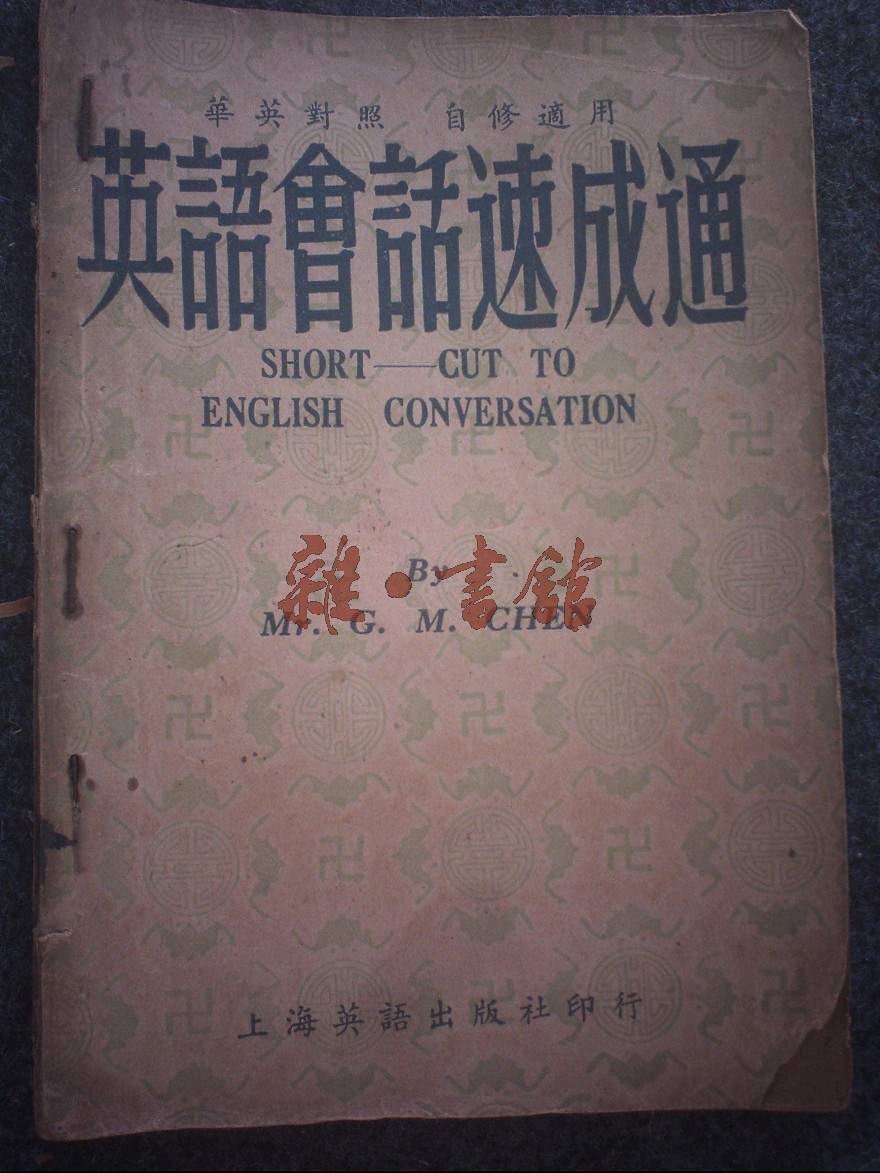 華英對照 自修適用
英語會話速成通
SHORT——CUT TO
ENGLISH CONVERSATION
By
雜·書館
Mr. G. M. CHEN
上海英語出版社印行